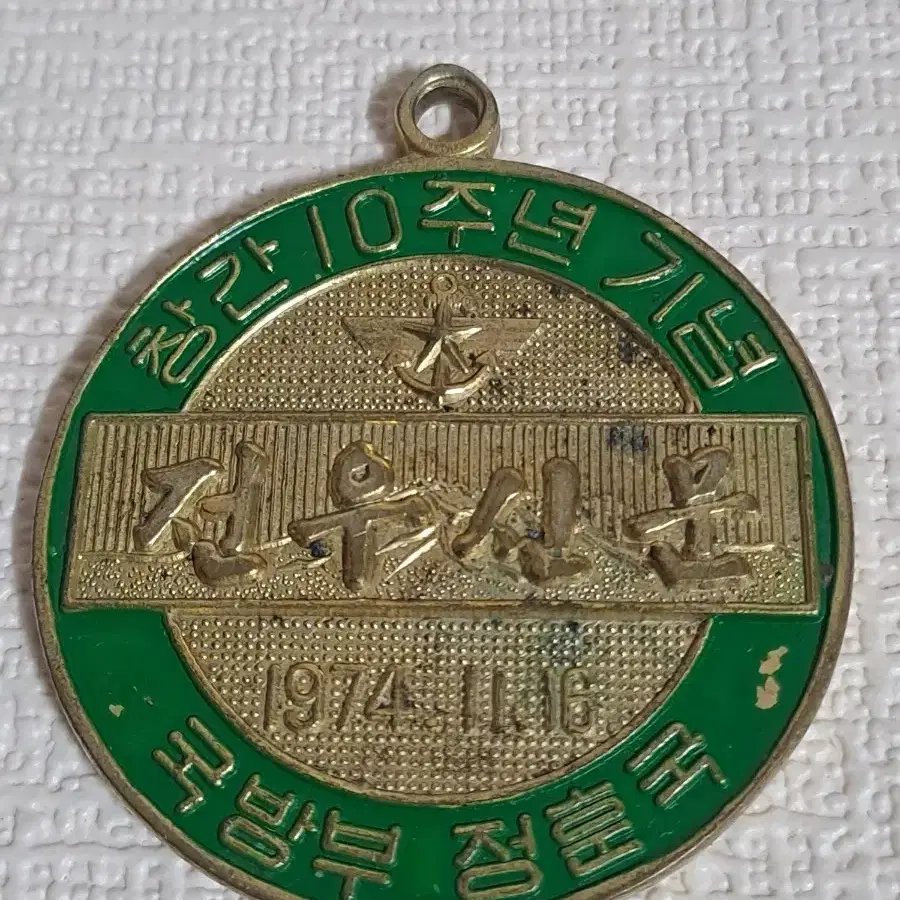 창간10주년 기념
전우신문
1974.11.16
국방부 정훈국